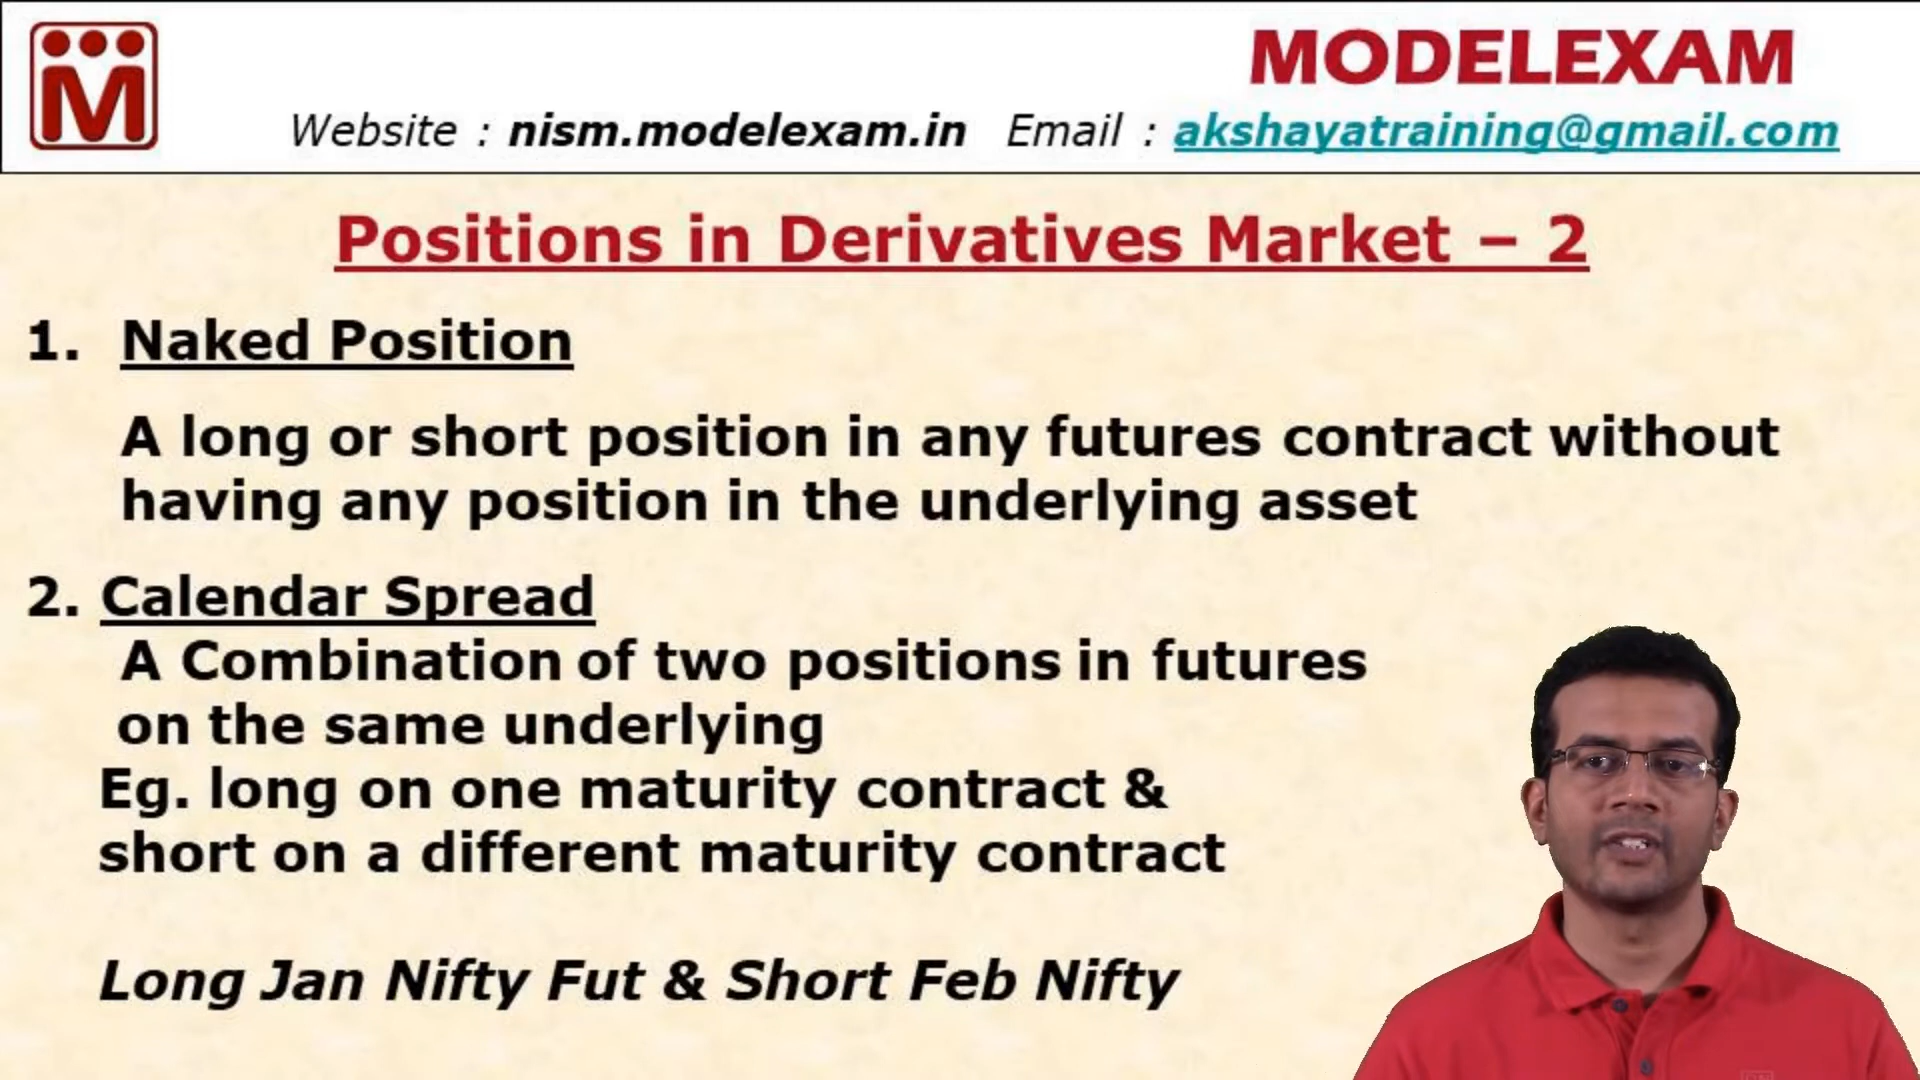 MODELEXAM
M
Website : nism.modelexam.in Email : akshayatraining@gmail.com
Positions in Derivatives Market – 2
1. Naked Position
A long or short position in any futures contract without
having any position in the underlying asset
2. Calendar Spread
A Combination of two positions in futures
on the same underlying
Eg. long on one maturity contract &
short on a different maturity contract
Long Jan Nifty Fut & Short Feb Nifty